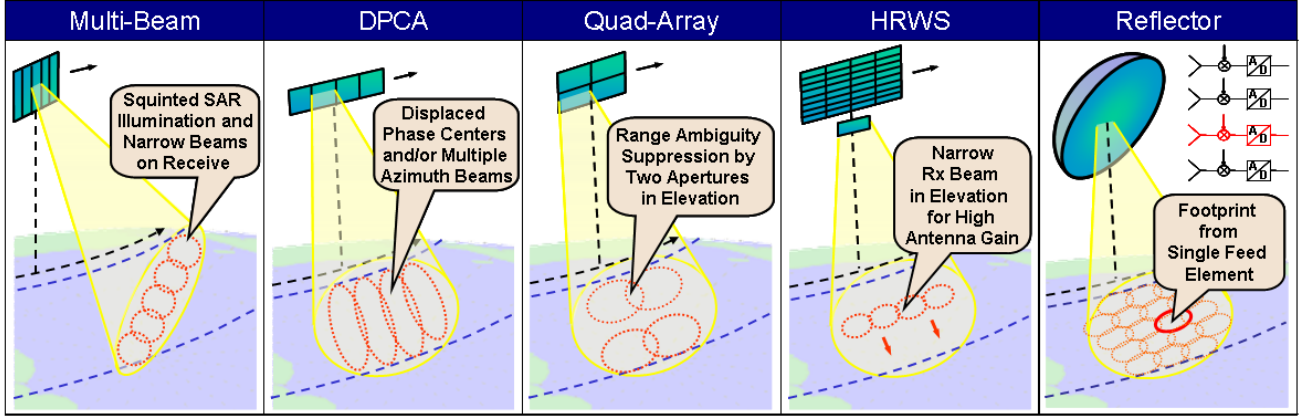 Multi-Beam
Squinted SAR
Illumination and
Narrow Beams
on Receive
DPCA
Displaced
Phase Centers
and/or Multiple
Azimuth Beams
Quad-Array
Range Ambiguity
Suppression by
Two Apertures
in Elevation
HRWS
Narrow
Rx Beam
in Elevation
for High
Antenna Gain
Reflector
A/D
A/D
A/D
A/D
Footprint
from
Single Feed
Element